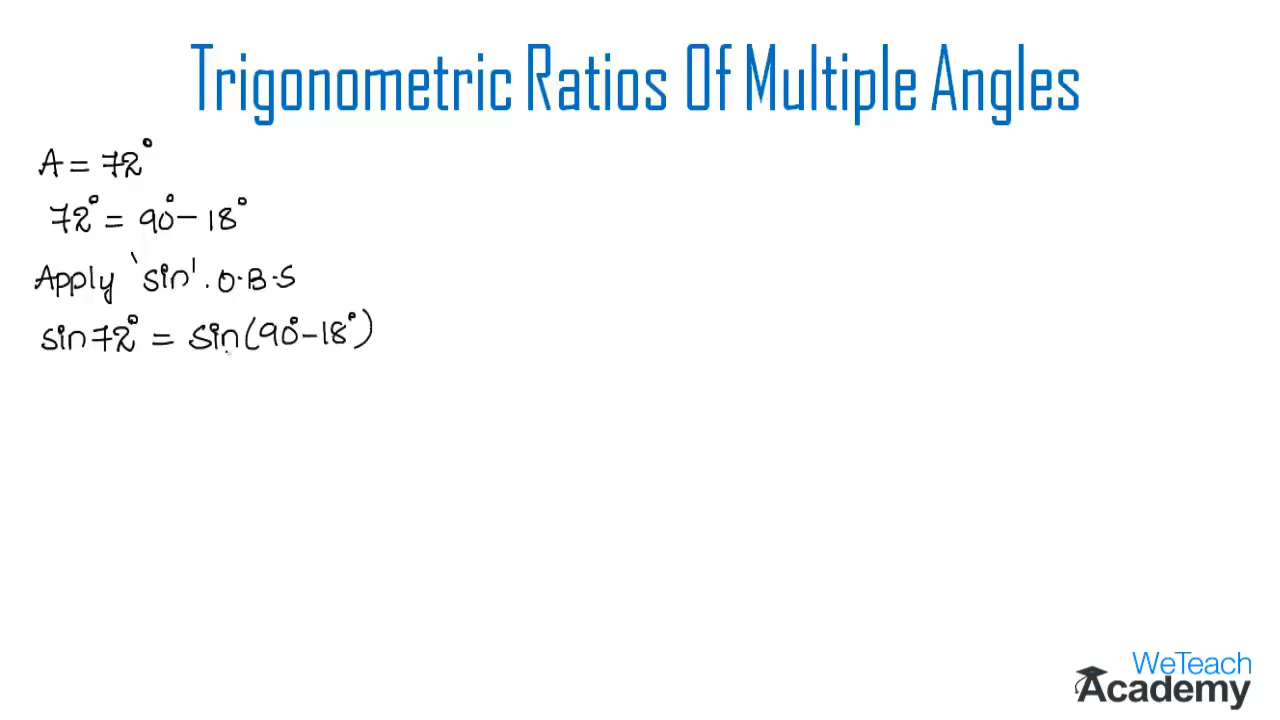 Trigonometric Ratios Of Multiple Angles
A = 72°
72° = 90° - 18°
Apply 'sin'. O.B.S
sin 72° = sin(90° - 18°)
WeTeach
Academy